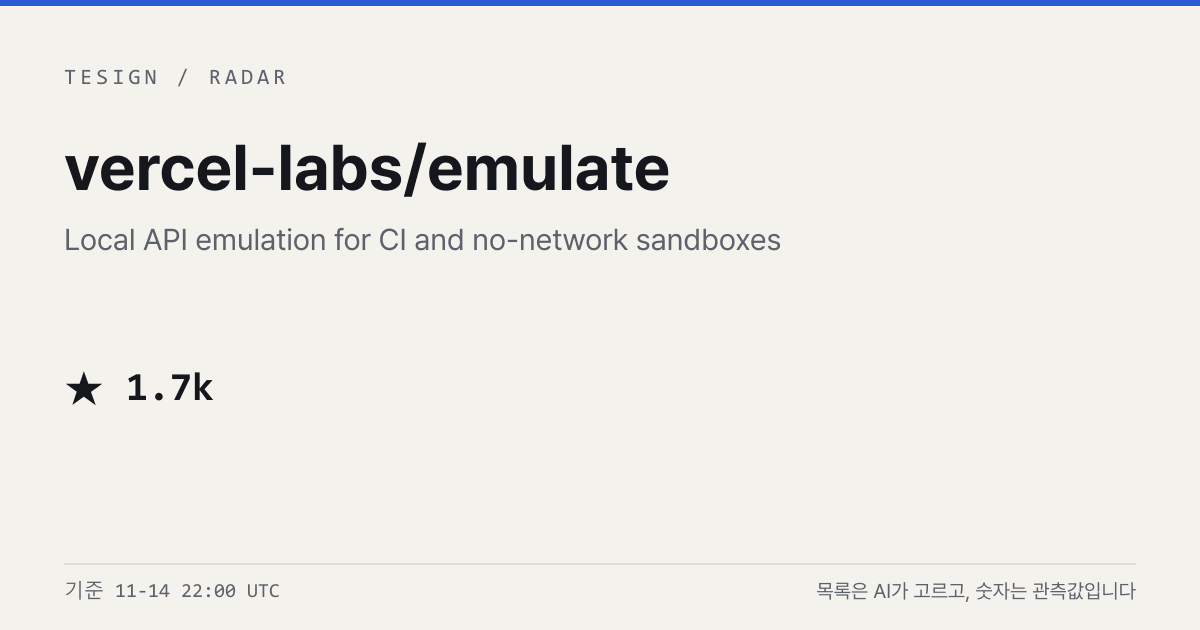 TESIGN / RADAR
vercel-labs/emulate
Local API emulation for CI and no-network sandboxes
★ 1.7k
기준 11-14 22:00 UTC
목록은 AI가 고르고, 숫자는 관측값입니다